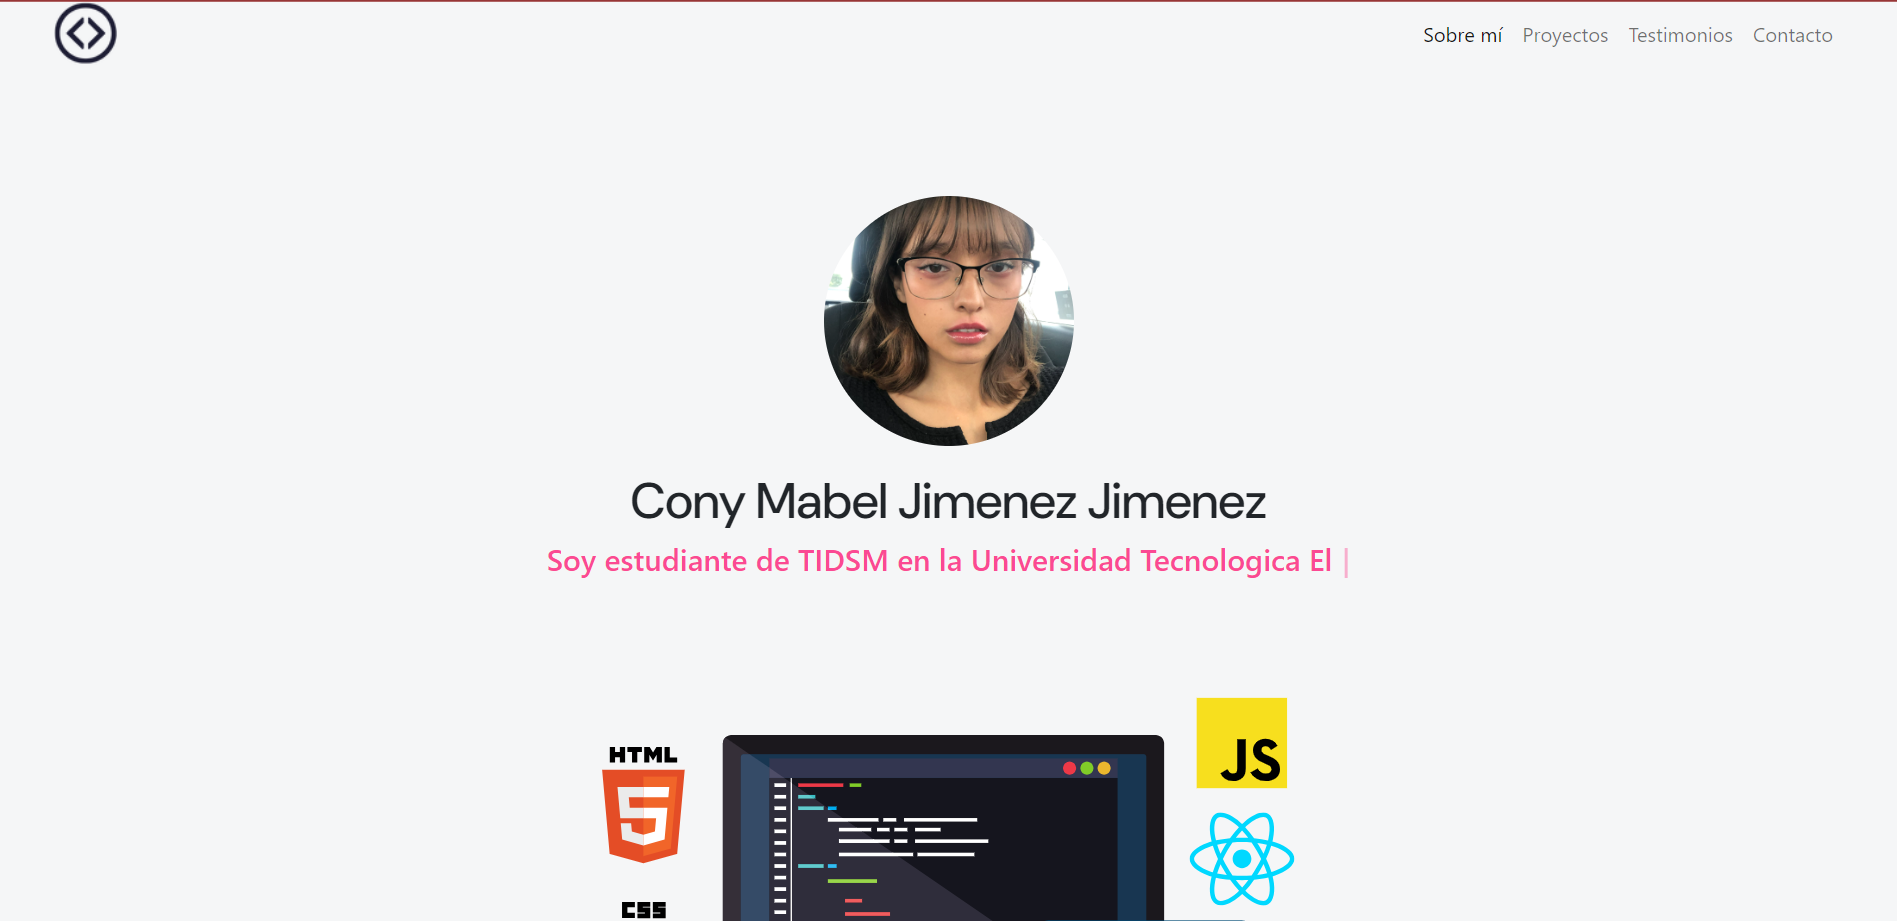 Sobre mí Proyectos Testimonios Contacto
Cony Mabel Jimenez Jimenez
Soy estudiante de TIDSM en la Universidad Tecnologica El |
JS
HTML
5
CSS